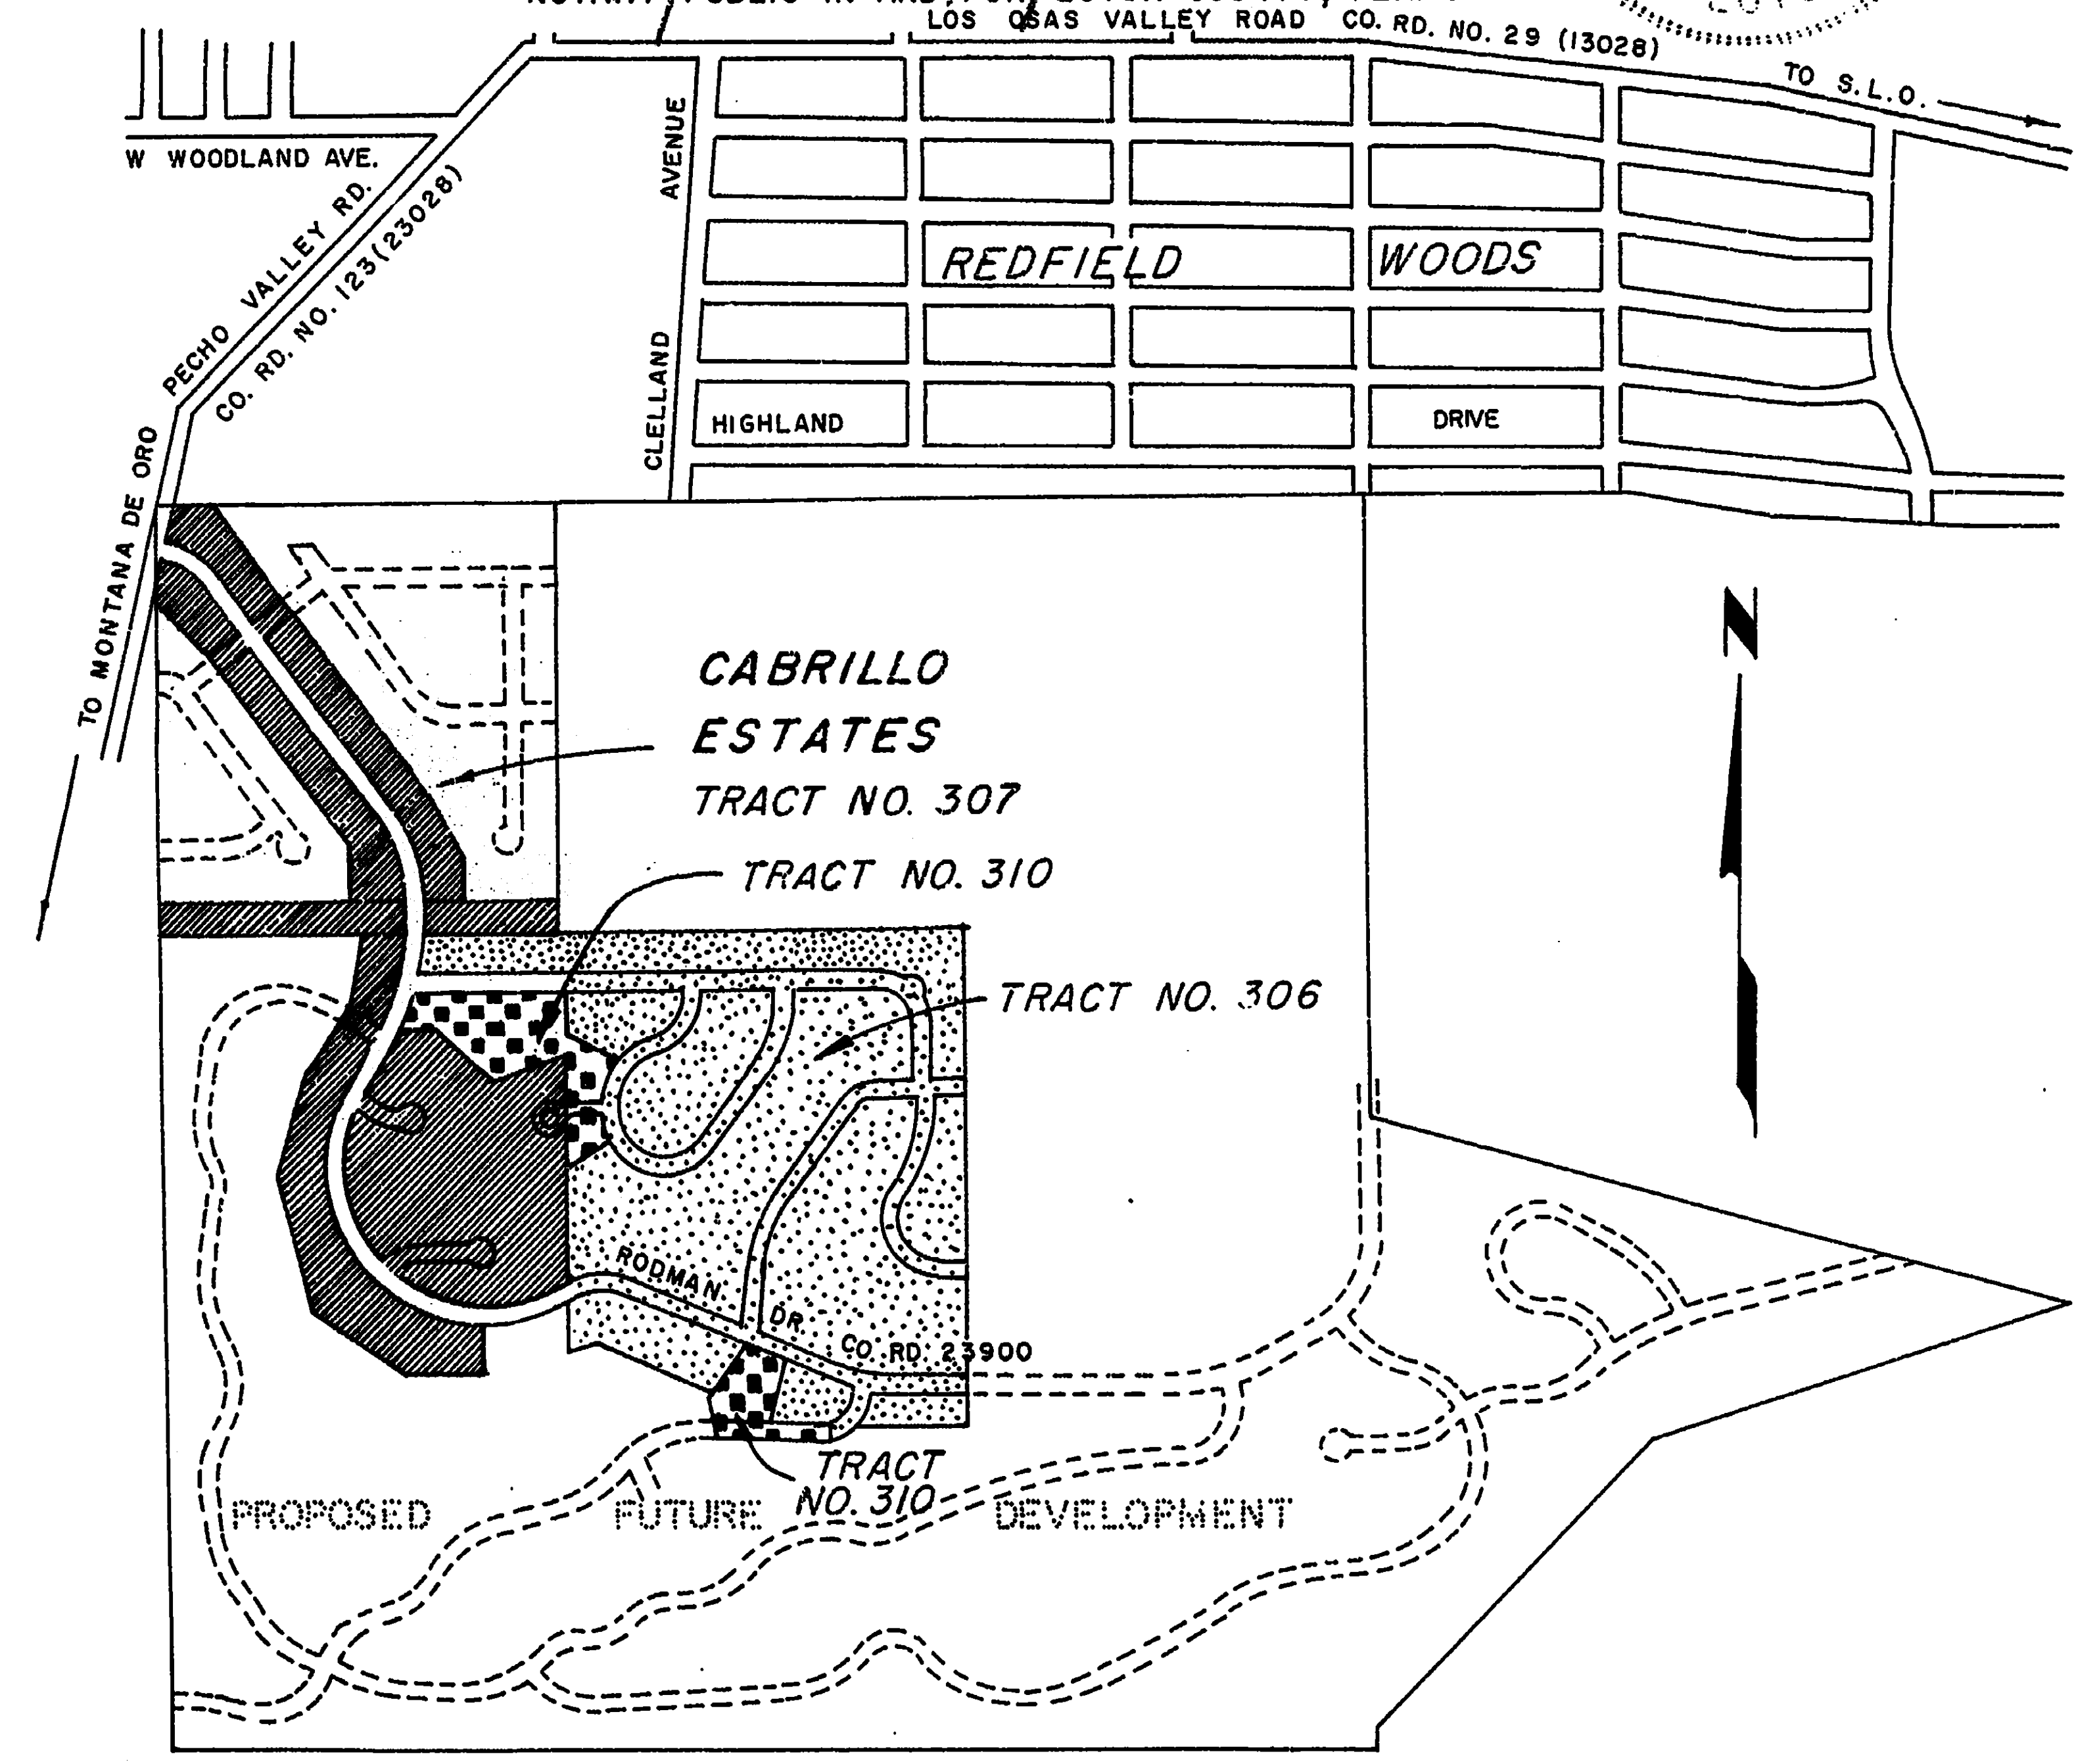 LOS OSAS VALLEY ROAD CO. RD. NO. 29 (13028)
TO S.L.O.
W WOODLAND AVE.
PECHO VALLEY RD.
CO. RD. NO. 123 (23028)
CLELLAND AVENUE
REDFIELD WOODS
HIGHLAND DRIVE
TO MONTANA DE ORO
N
CABRILLO
ESTATES
TRACT NO. 307
TRACT NO. 310
TRACT NO. 306
RODMAN DR CO. RD. 23900
TRACT
NO. 310
PROPOSED FUTURE DEVELOPMENT